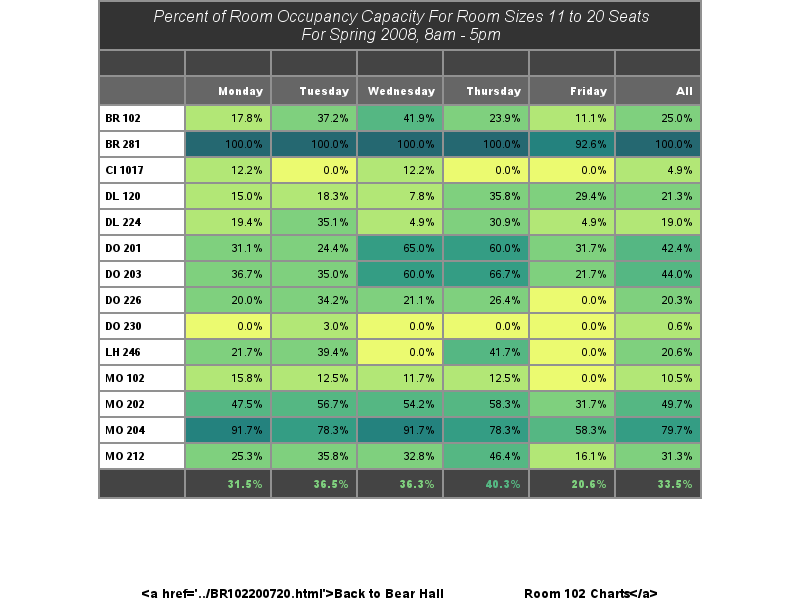 Percent of Room Occupancy Capacity For Room Sizes 11 to 20 Seats
For Spring 2008, 8am - 5pm
Monday Tuesday Wednesday Thursday Friday All
BR 102 17.8% 37.2% 41.9% 23.9% 11.1% 25.0%
BR 281 100.0% 100.0% 100.0% 100.0% 92.6% 100.0%
CI 1017 12.2% 0.0% 12.2% 0.0% 0.0% 4.9%
DL 120 15.0% 18.3% 7.8% 35.8% 29.4% 21.3%
DL 224 19.4% 35.1% 4.9% 30.9% 4.9% 19.0%
DO 201 31.1% 24.4% 65.0% 60.0% 31.7% 42.4%
DO 203 36.7% 35.0% 60.0% 66.7% 21.7% 44.0%
DO 226 20.0% 34.2% 21.1% 26.4% 0.0% 20.3%
DO 230 0.0% 3.0% 0.0% 0.0% 0.0% 0.6%
LH 246 21.7% 39.4% 0.0% 41.7% 0.0% 20.6%
MO 102 15.8% 12.5% 11.7% 12.5% 0.0% 10.5%
MO 202 47.5% 56.7% 54.2% 58.3% 31.7% 49.7%
MO 204 91.7% 78.3% 91.7% 78.3% 58.3% 79.7%
MO 212 25.3% 35.8% 32.8% 46.4% 16.1% 31.3%
31.5% 36.5% 36.3% 40.3% 20.6% 33.5%
<a href='../BR102200720.html'>Back to Bear Hall Room 102 Charts</a>